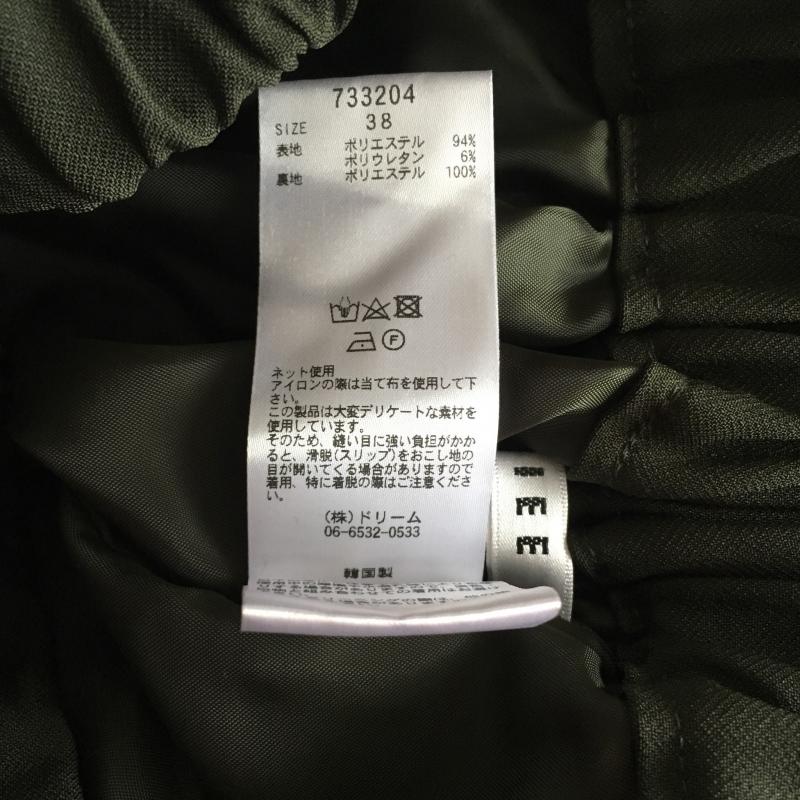 733204
SIZE 38
表地 ポリエステル 94%
ポリウレタン 6%
裏地 ポリエステル 100%
F
ネット使用
アイロンの際は当て布を使用して下
さい。
この製品は大変デリケートな素材を
使用しています。
そのため、縫い目に強い負担がかか
ると、滑脱(スリップ)をおこし地の
目が開いてくる場合がありますので
着用、特に着脱の際はご注意くださ
い。
(株)ドリーム
06-6532-0533